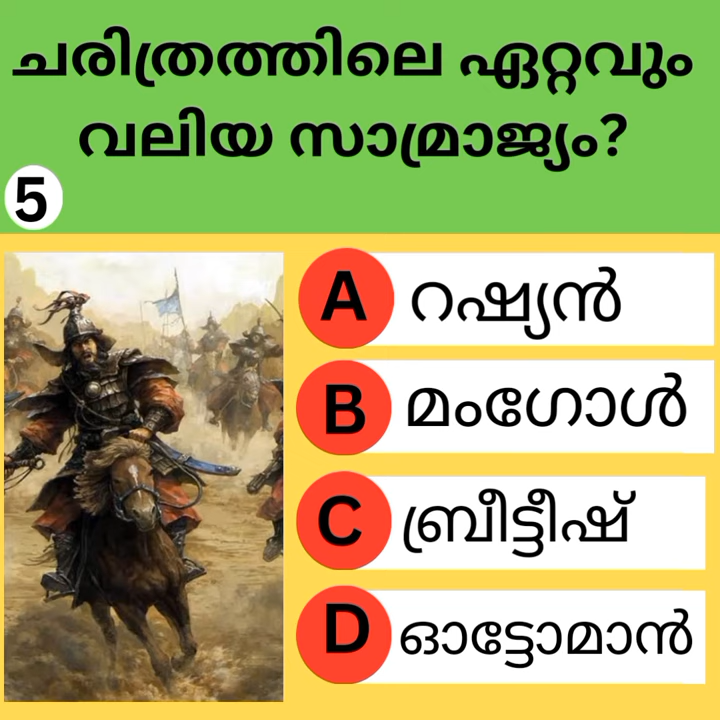 ചരിത്രത്തിലെ ഏറ്റവും
വലിയ സാമ്രാജ്യം?
5
A റഷ്യൻ
B മംഗോൾ
C ബ്രീട്ടീഷ്
D ഓട്ടോമാൻ